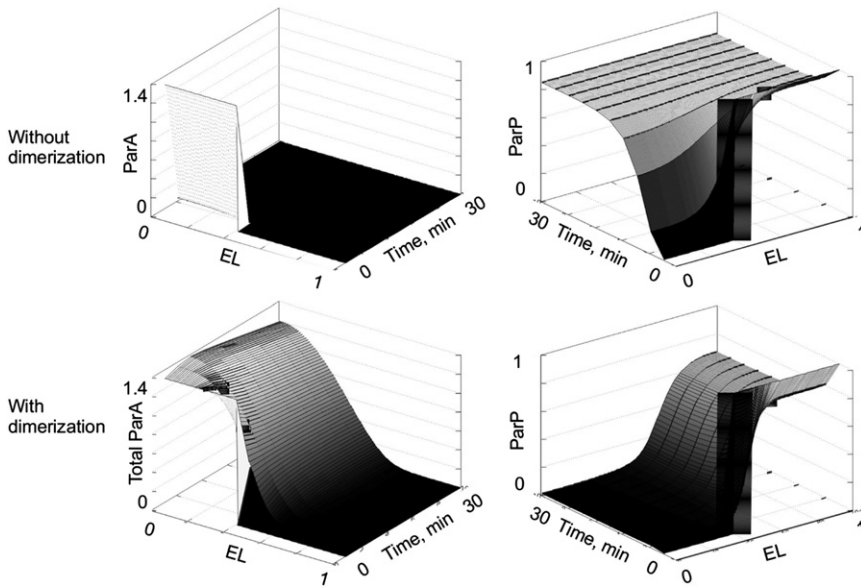 Without
dimerization
ParA
1.4
0
0
EL
1
0
Time, min
30
ParP
1
0
30
Time, min
0
0
EL
With
dimerization
Total ParA
1.4
0
0
EL
1
0
Time, min
30
ParP
1
0
30
Time, min
0
0
EL